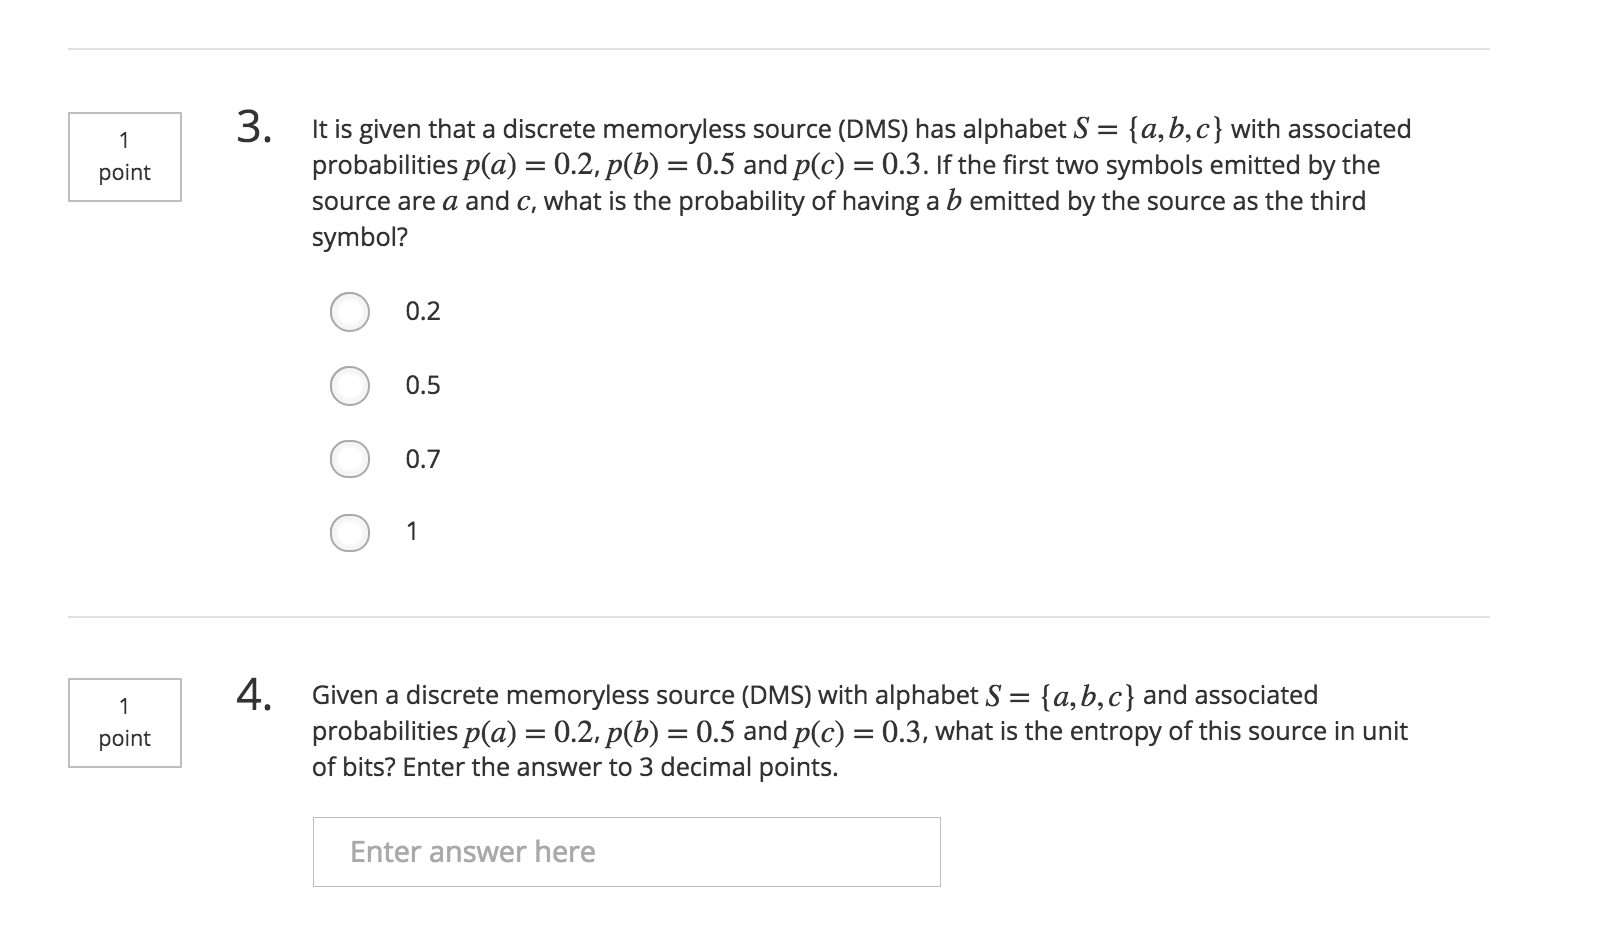 1
point
3.
It is given that a discrete memoryless source (DMS) has alphabet S = {a, b, c} with associated
probabilities p(a) = 0.2, p(b) = 0.5 and p(c) = 0.3. If the first two symbols emitted by the
source are a and c, what is the probability of having a b emitted by the source as the third
symbol?
0.2
0.5
0.7
1
1
point
4.
Given a discrete memoryless source (DMS) with alphabet S = {a, b, c} and associated
probabilities p(a) = 0.2, p(b) = 0.5 and p(c) = 0.3, what is the entropy of this source in unit
of bits? Enter the answer to 3 decimal points.
Enter answer here